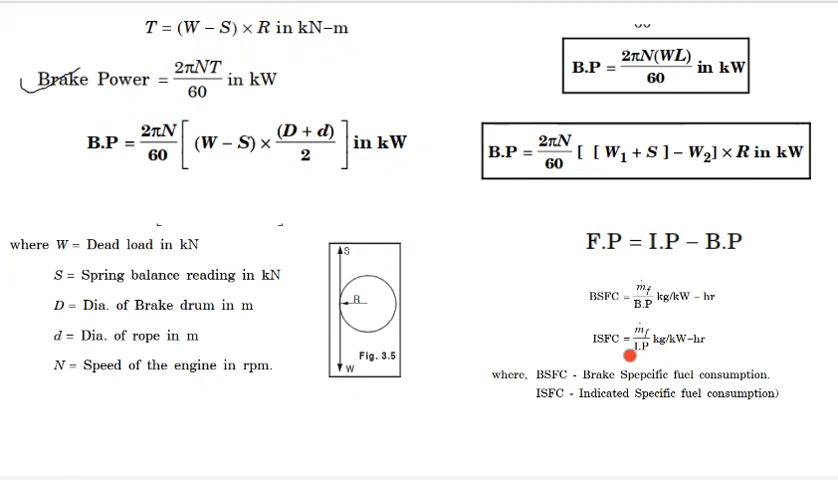 T = (W − S) × R in kN−m
Brake Power = 2πNT / 60 in kW
B.P = 2πN / 60 [ (W − S) × (D + d) / 2 ] in kW
where W = Dead load in kN
S = Spring balance reading in kN
D = Dia. of Brake drum in m
d = Dia. of rope in m
N = Speed of the engine in rpm.
S
R
W
Fig. 3.5
B.P = 2πN(WL) / 60 in kW
B.P = 2πN / 60 [ [ W₁ + S ] − W₂] × R in kW
F.P = I.P − B.P
BSFC = ṁf / B.P kg/kW − hr
ISFC = ṁf / I.P kg/kW−hr
where, BSFC - Brake Spepcific fuel consumption.
ISFC - Indicated Specific fuel consumption)